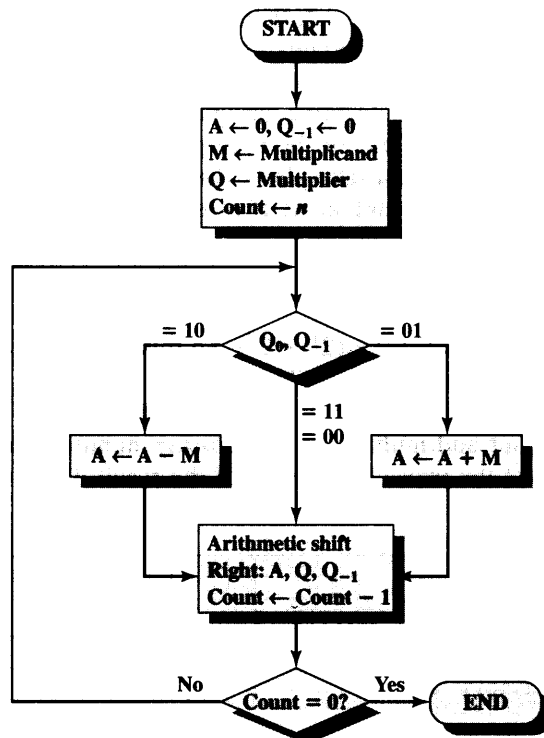 START
A ← 0, Q₋₁ ← 0
M ← Multiplicand
Q ← Multiplier
Count ← n
= 10
Q₀, Q₋₁
= 01
= 11
= 00
A ← A − M
A ← A + M
Arithmetic shift
Right: A, Q, Q₋₁
Count ← Count − 1
No
Count = 0?
Yes
END